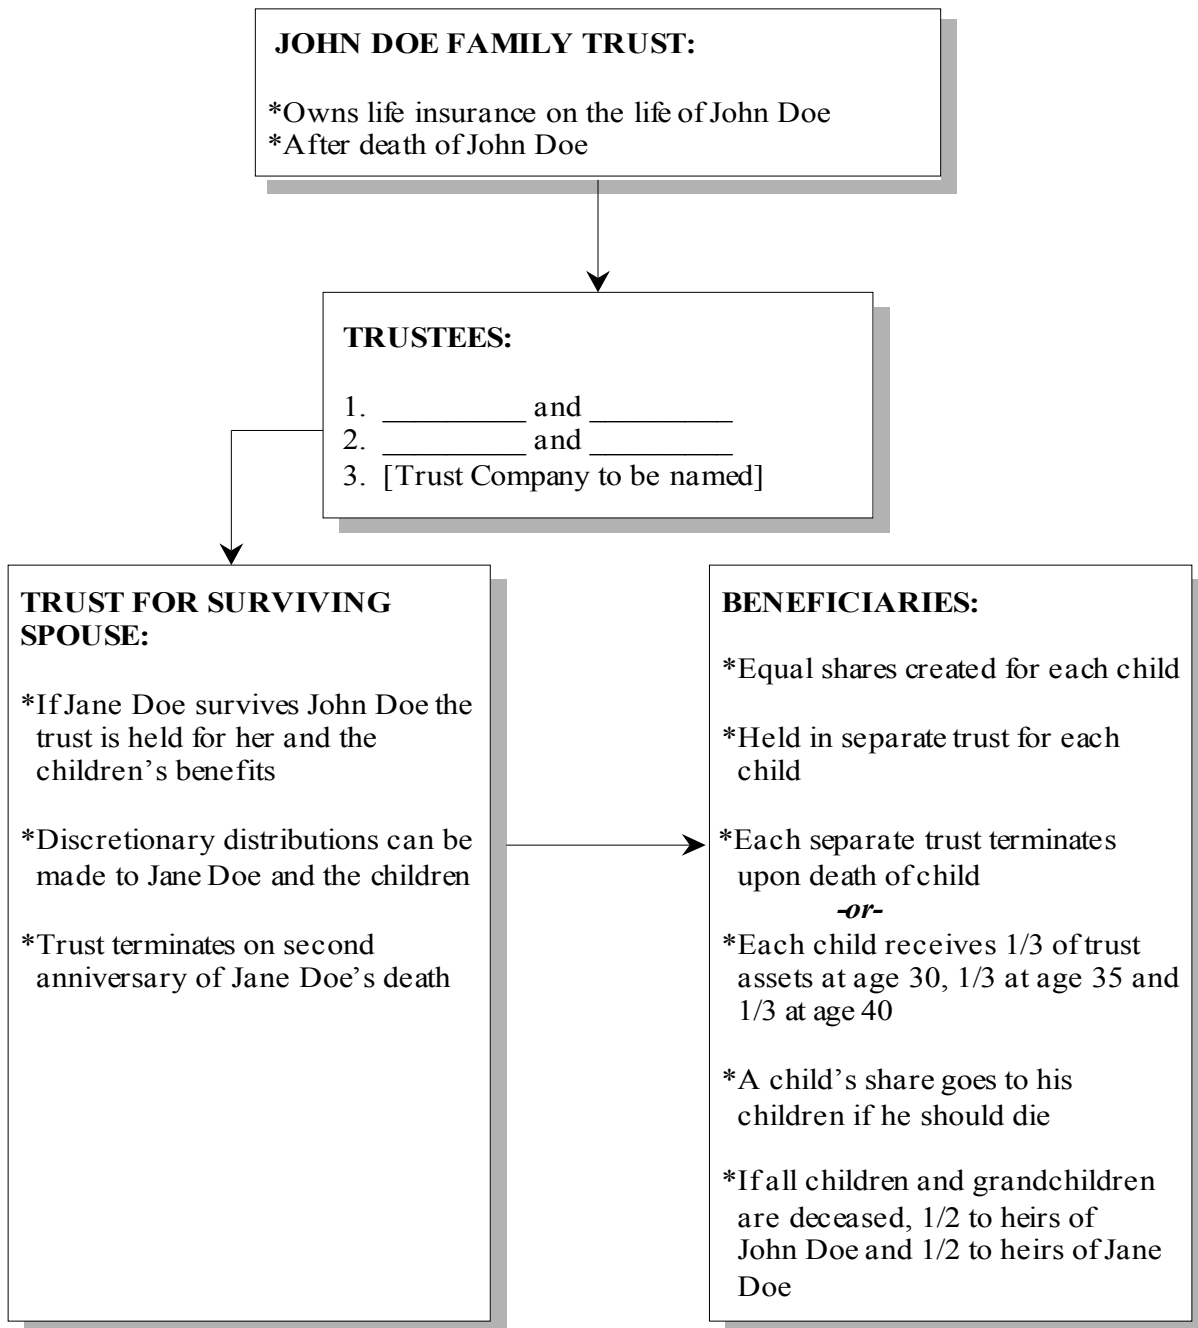 JOHN DOE FAMILY TRUST:
*Owns life insurance on the life of John Doe
*After death of John Doe
TRUSTEES:
1. _________ and _________
2. _________ and _________
3. [Trust Company to be named]
TRUST FOR SURVIVING
SPOUSE:
*If Jane Doe survives John Doe the
trust is held for her and the
children’s benefits
*Discretionary distributions can be
made to Jane Doe and the children
*Trust terminates on second
anniversary of Jane Doe’s death
BENEFICIARIES:
*Equal shares created for each child
*Held in separate trust for each
child
*Each separate trust terminates
upon death of child
-or-
*Each child receives 1/3 of trust
assets at age 30, 1/3 at age 35 and
1/3 at age 40
*A child’s share goes to his
children if he should die
*If all children and grandchildren
are deceased, 1/2 to heirs of
John Doe and 1/2 to heirs of Jane
Doe